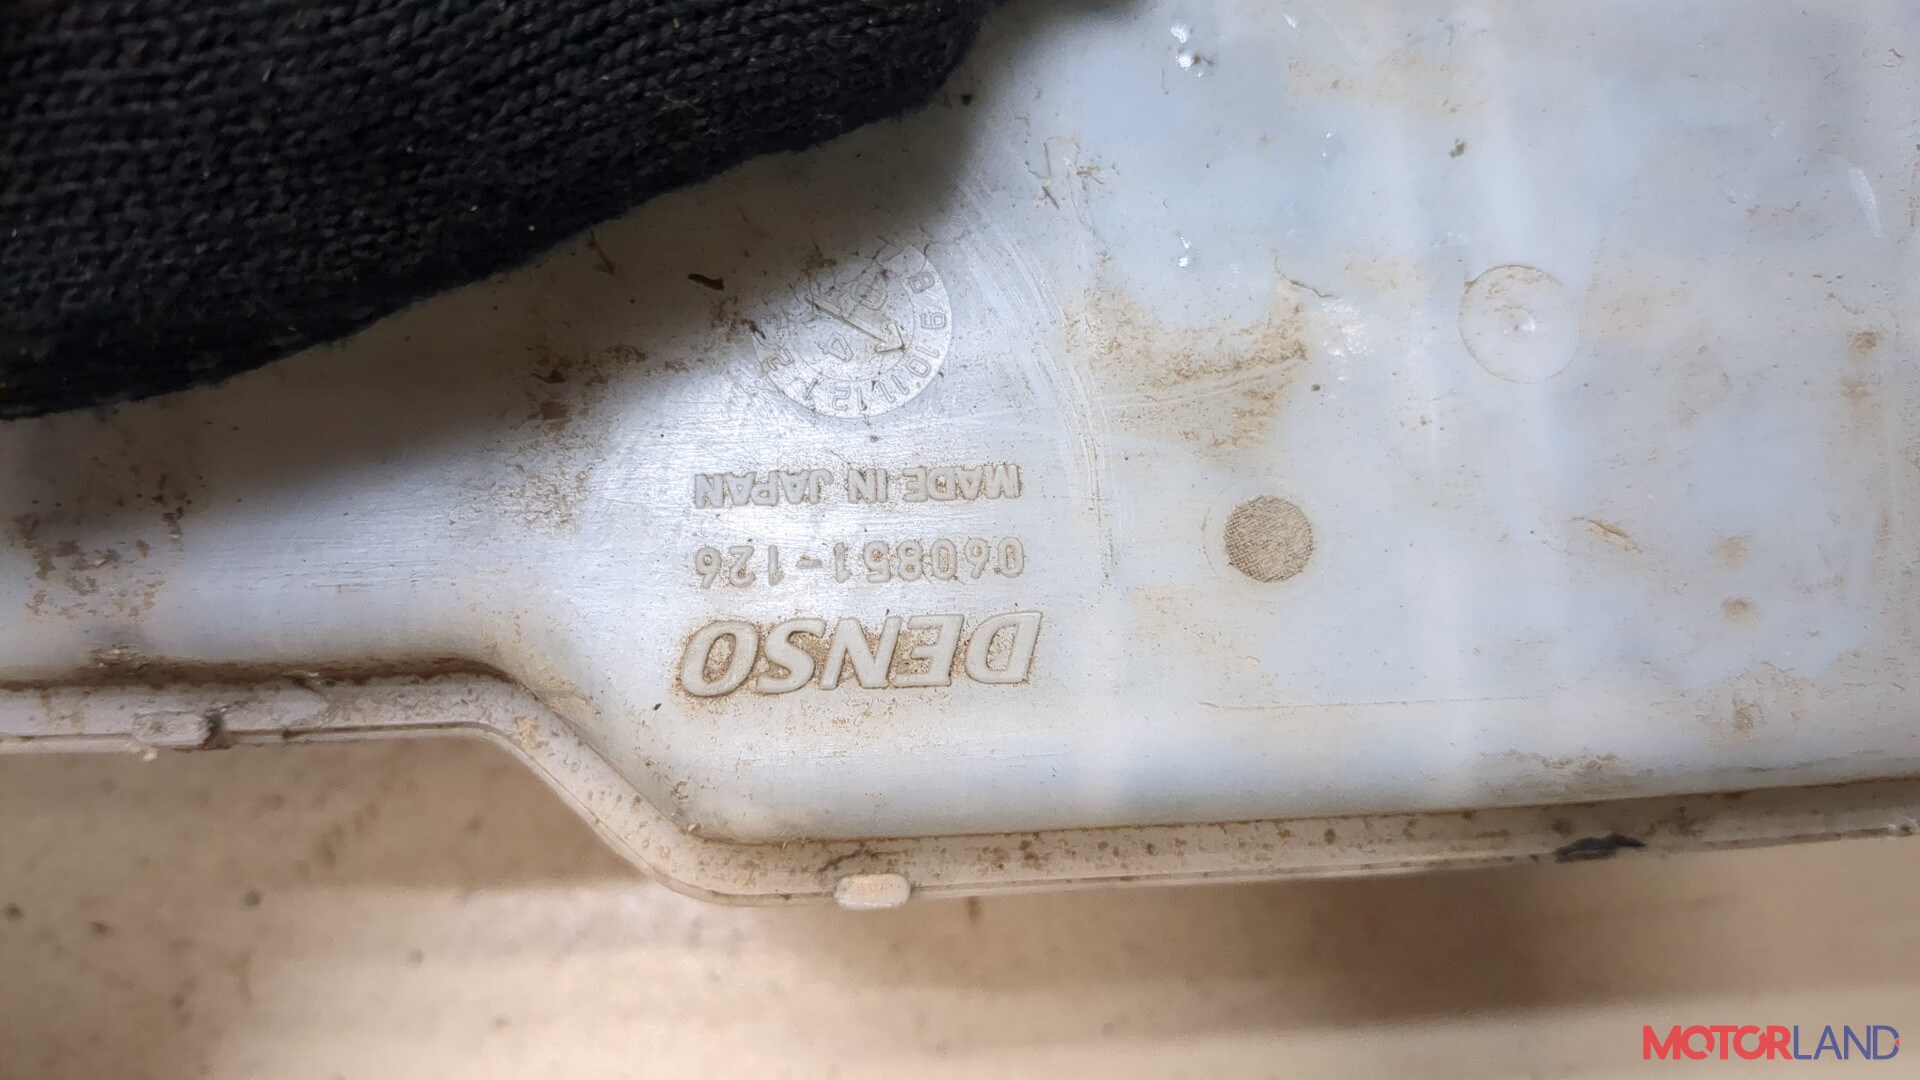 DENSO
060851-126
MADE IN JAPAN
MOTORLAND